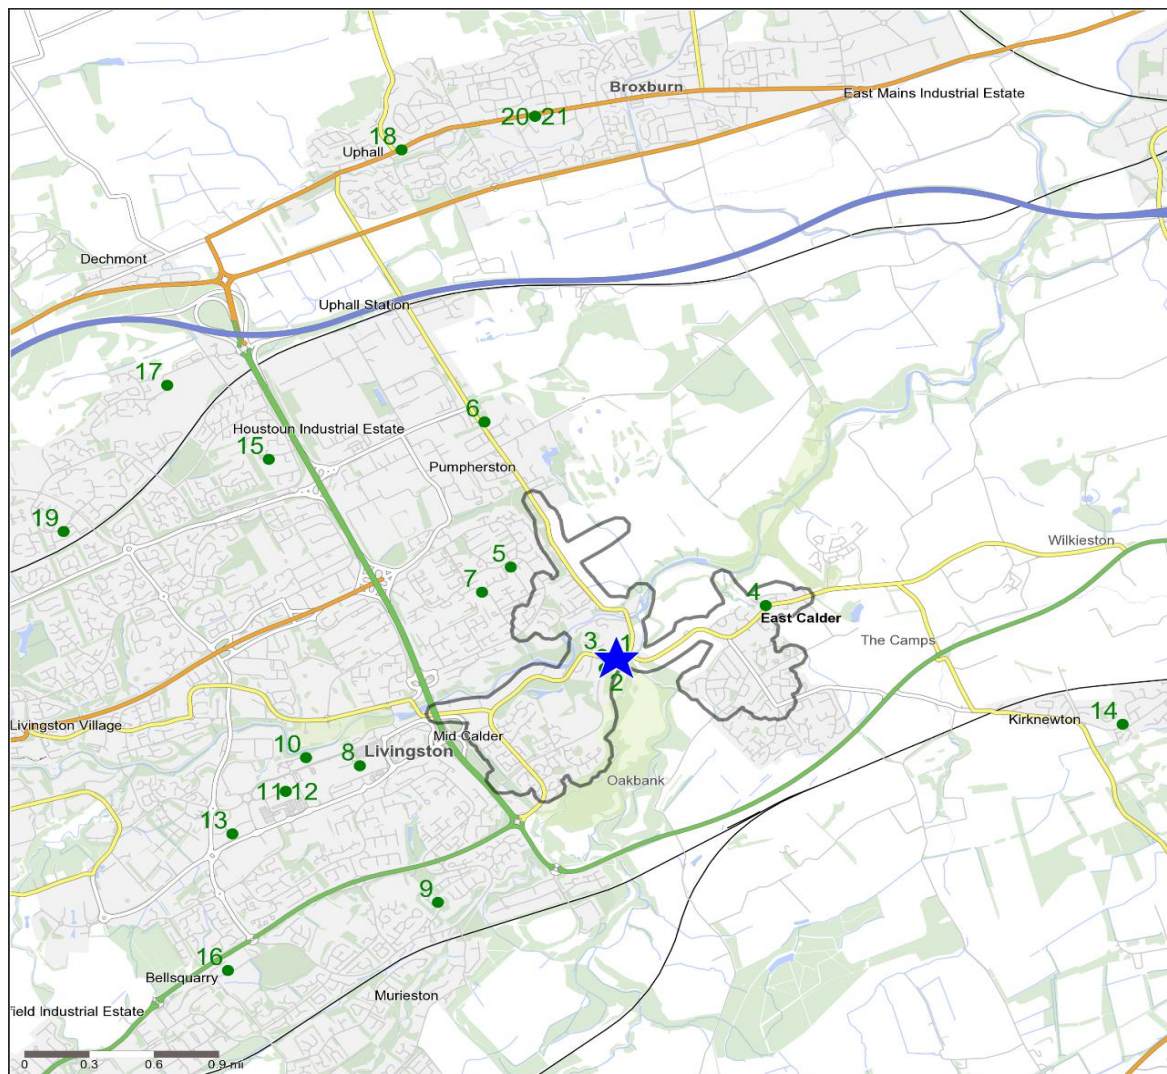 Broxburn
East Mains Industrial Estate
20 21
18
Uphall
Dechmont
Uphall Station
17
6
Houstoun Industrial Estate
15
Pumpherston
19
Wilkieston
5
7
4
East Calder
3 1
The Camps
2
Livingston Village
Kirknewton
14
Mid Calder
10
8
Livingston
Oakbank
11 12
13
9
16
Bellsquarry
Murieston
field Industrial Estate
0 0.3 0.6 0.9 mi